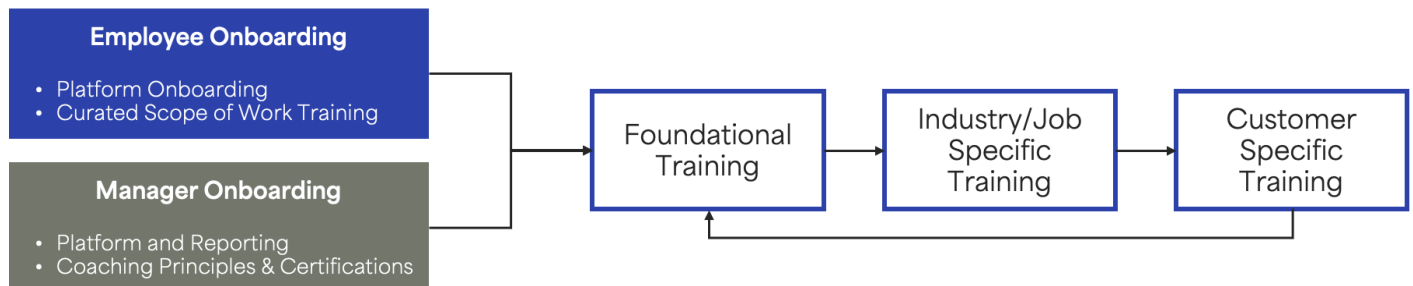 Employee Onboarding
• Platform Onboarding
• Curated Scope of Work Training
Manager Onboarding
• Platform and Reporting
• Coaching Principles & Certifications
Foundational
Training
Industry/Job
Specific
Training
Customer
Specific
Training